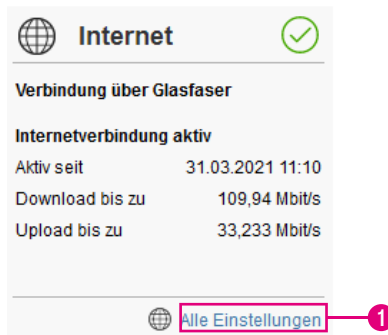 Internet
Verbindung über Glasfaser
Internetverbindung aktiv
Aktiv seit 31.03.2021 11:10
Download bis zu 109,94 Mbit/s
Upload bis zu 33,233 Mbit/s
Alle Einstellungen 1